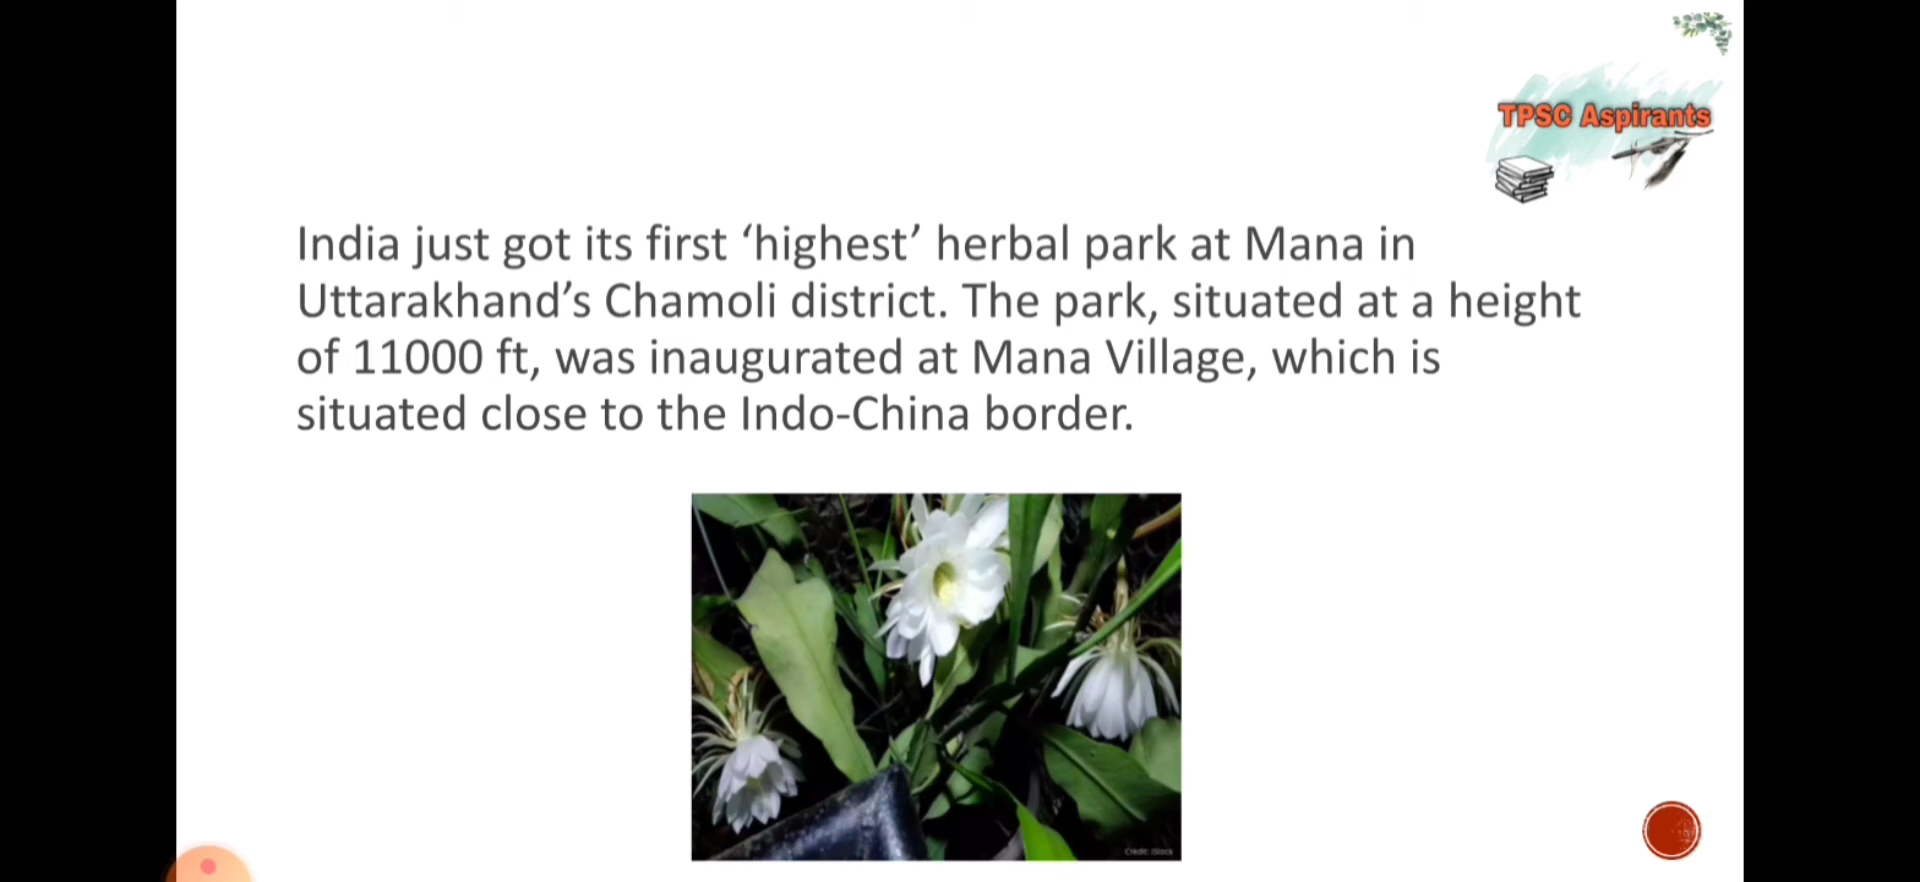 TPSC Aspirants
India just got its first ‘highest’ herbal park at Mana in
Uttarakhand’s Chamoli district. The park, situated at a height
of 11000 ft, was inaugurated at Mana Village, which is
situated close to the Indo-China border.
Credit: iStock